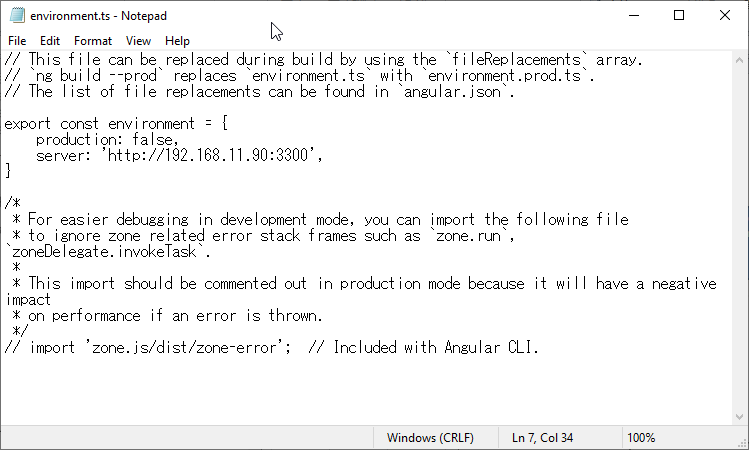 environment.ts - Notepad
File Edit Format View Help
// This file can be replaced during build by using the `fileReplacements` array.
// `ng build --prod` replaces `environment.ts` with `environment.prod.ts`.
// The list of file replacements can be found in `angular.json`.
export const environment = {
    production: false,
    server: 'http://192.168.11.90:3300',
}
/*
 * For easier debugging in development mode, you can import the following file
 * to ignore zone related error stack frames such as `zone.run`,
`zoneDelegate.invokeTask`.
 *
 * This import should be commented out in production mode because it will have a negative
impact
 * on performance if an error is thrown.
 */
// import 'zone.js/dist/zone-error';  // Included with Angular CLI.
Windows (CRLF) Ln 7, Col 34 100%